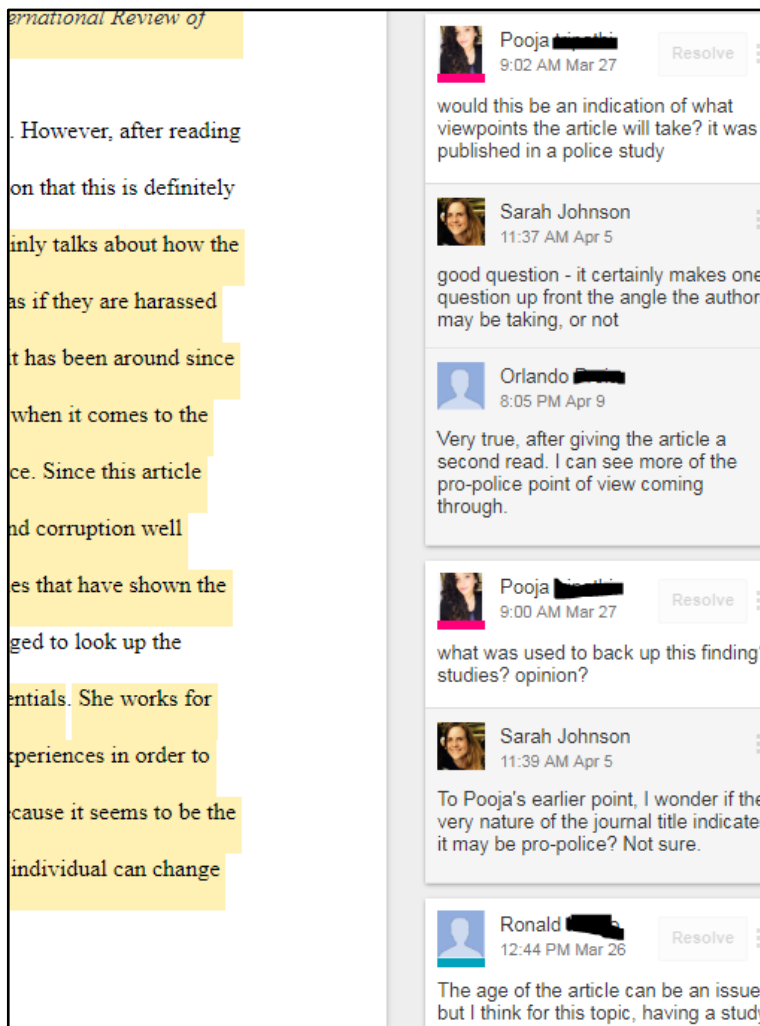 ernational Review of
. However, after reading
on that this is definitely
inly talks about how the
as if they are harassed
it has been around since
when it comes to the
ce. Since this article
nd corruption well
es that have shown the
ged to look up the
entials. She works for
xperiences in order to
cause it seems to be the
individual can change
Pooja
9:02 AM Mar 27
Resolve
would this be an indication of what
viewpoints the article will take? it was
published in a police study
Sarah Johnson
11:37 AM Apr 5
good question - it certainly makes one
question up front the angle the author
may be taking, or not
Orlando
8:05 PM Apr 9
Very true, after giving the article a
second read. I can see more of the
pro-police point of view coming
through.
Pooja
9:00 AM Mar 27
Resolve
what was used to back up this finding?
studies? opinion?
Sarah Johnson
11:39 AM Apr 5
To Pooja's earlier point, I wonder if the
very nature of the journal title indicates
it may be pro-police? Not sure.
Ronald
12:44 PM Mar 26
Resolve
The age of the article can be an issue
but I think for this topic, having a study